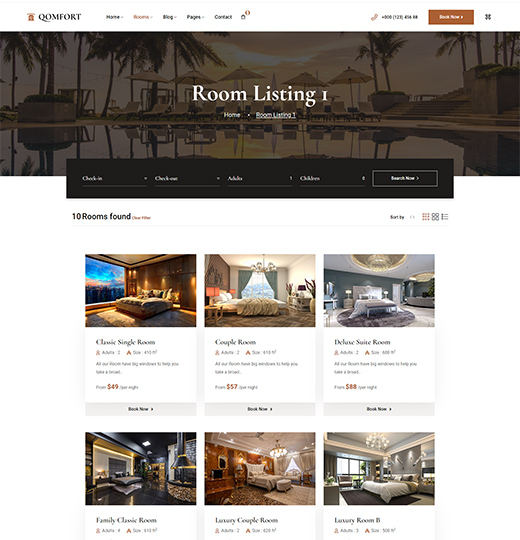 QOMFORT
Home Rooms Blog Pages Contact 0
+000 (123) 456 88
Book Now
Room Listing 1
Home • Room Listing 1
Check-in Check-out Adults 1 Children 0 Search Now
10 Rooms found Clear Filter
Sort by
Classic Single Room
Adults : 2 Size : 410 ft²
All our Room have big windows to help you take a broad..
From $49 /per night
Book Now
Couple Room
Adults : 2 Size : 610 ft²
All our Room have big windows to help you take a broad..
From $57 /per night
Book Now
Deluxe Suite Room
Adults : 2 Size : 600 ft²
All our Room have big windows to help you take a broad..
From $88 /per night
Book Now
Family Classic Room
Adults : 4 Size : 610 ft²
Luxury Couple Room
Adults : 2 Size : 610 ft²
Luxury Room B
Adults : 3 Size : 500 ft²